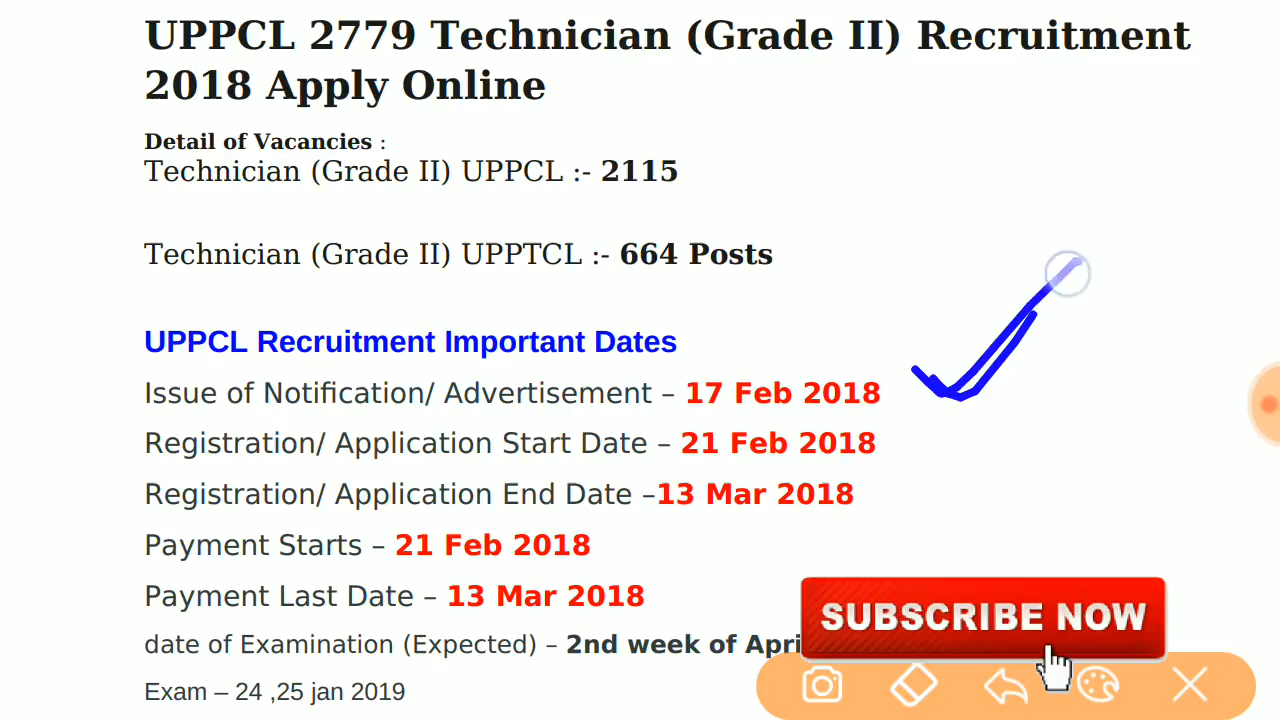 UPPCL 2779 Technician (Grade II) Recruitment
2018 Apply Online
Detail of Vacancies :
Technician (Grade II) UPPCL :- 2115
Technician (Grade II) UPPTCL :- 664 Posts
UPPCL Recruitment Important Dates
Issue of Notification/ Advertisement – 17 Feb 2018
Registration/ Application Start Date – 21 Feb 2018
Registration/ Application End Date –13 Mar 2018
Payment Starts – 21 Feb 2018
Payment Last Date – 13 Mar 2018
SUBSCRIBE NOW
date of Examination (Expected) – 2nd week of
Exam – 24 ,25 jan 2019